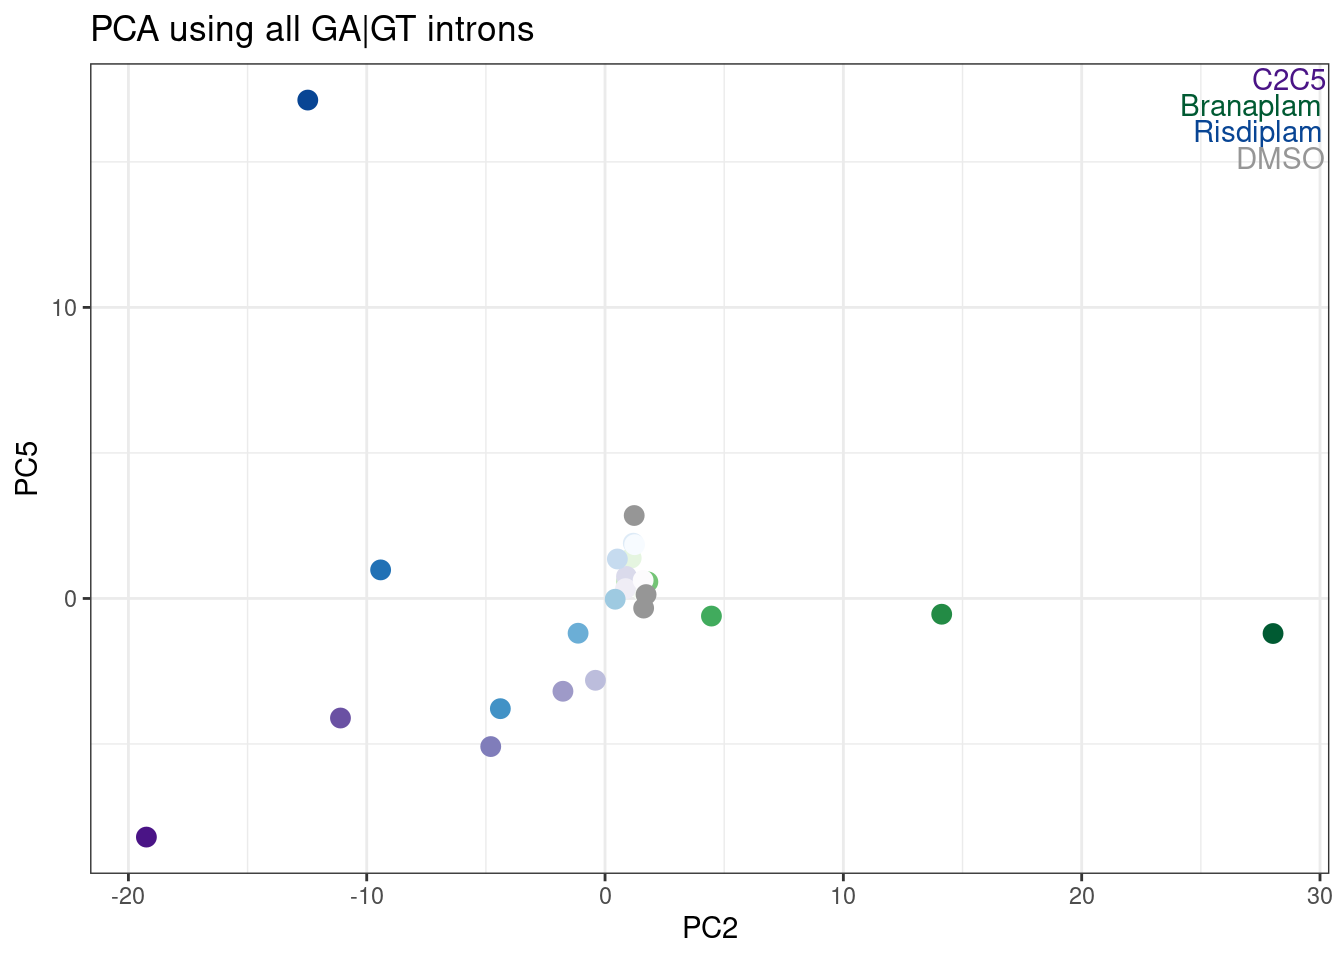 PCA using all GA|GT introns
C2C5
Branaplam
Risdiplam
DMSO
10
0
PC5
-20
-10
0
10
20
30
PC2